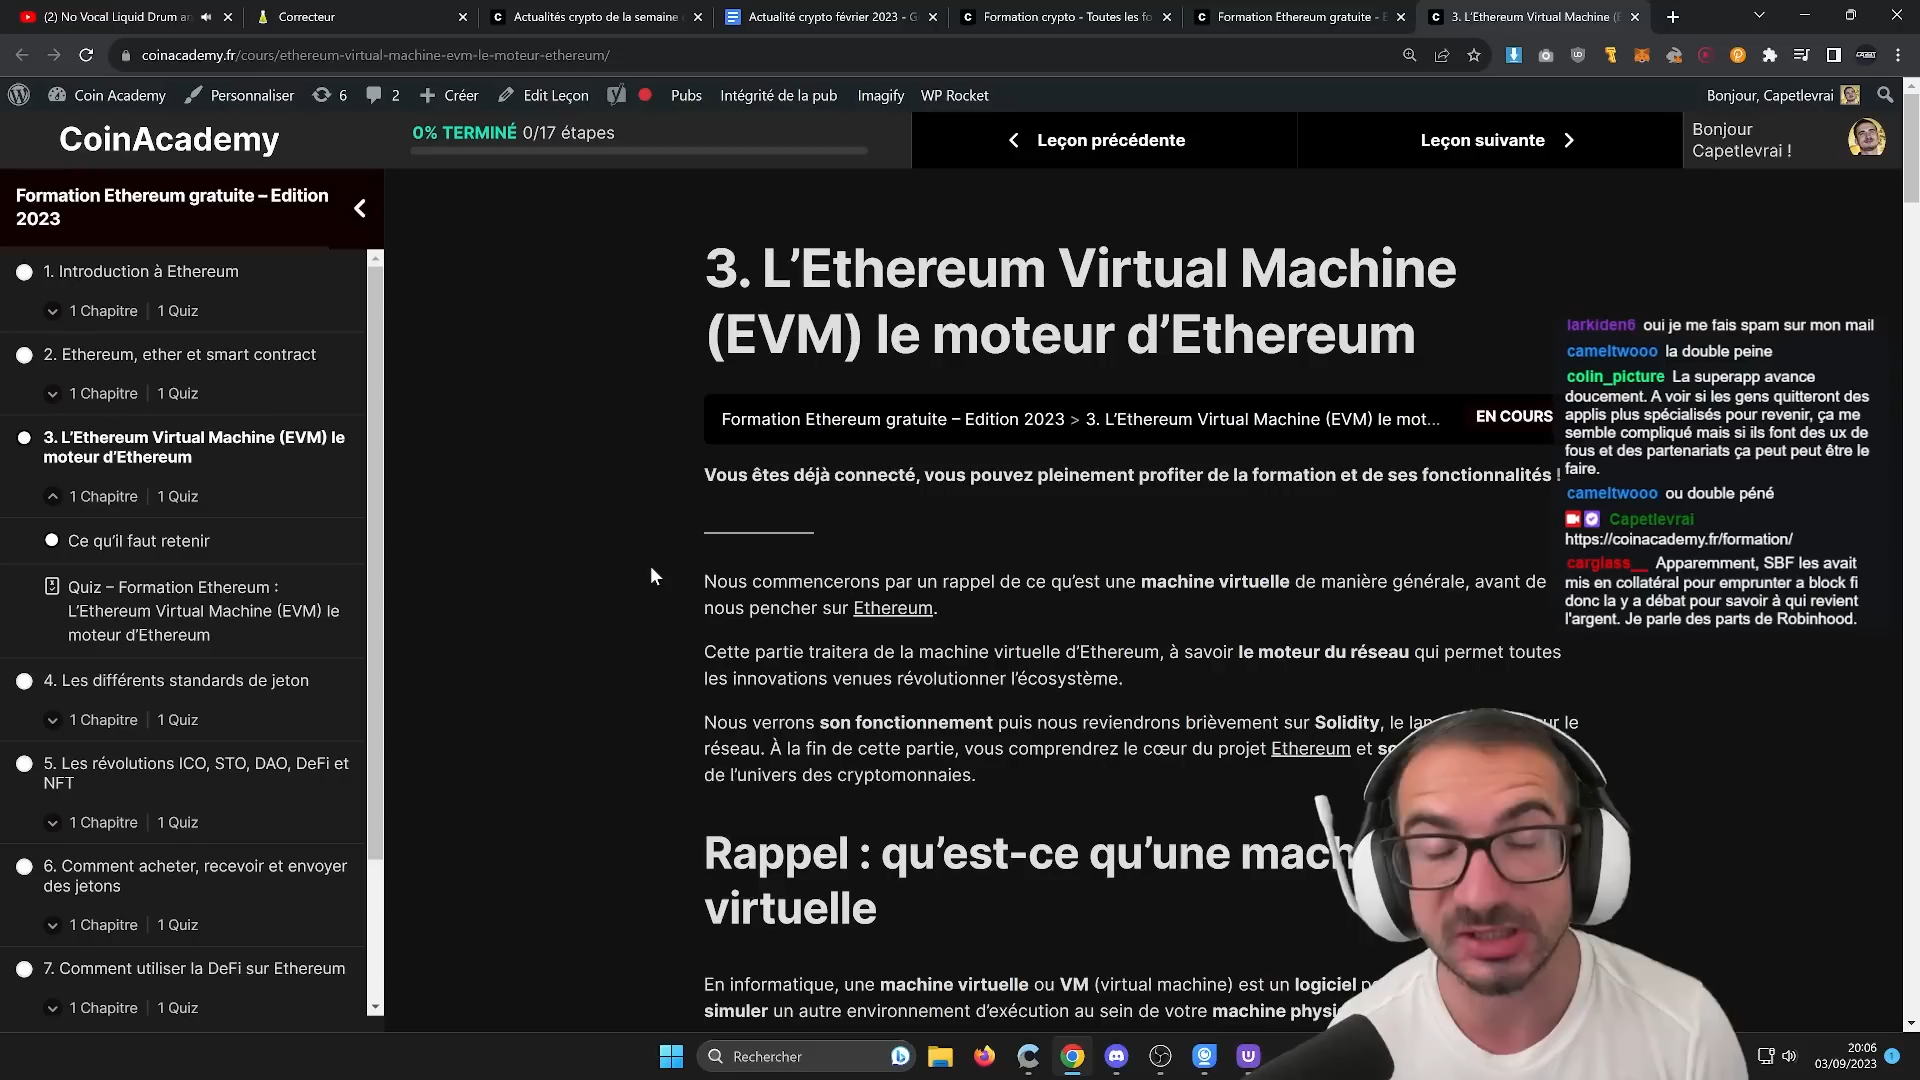 (2) No Vocal Liquid Drum an
Correcteur
Actualités crypto de la semaine
Actualité crypto février 2023 - G
Formation crypto - Toutes les fo
Formation Ethereum gratuite - E
3. L'Ethereum Virtual Machine (E
coinacademy.fr/cours/ethereum-virtual-machine-evm-le-moteur-ethereum/
Coin Academy
Personnaliser
6
2
Créer
Edit Leçon
Pubs
Intégrité de la pub
Imagify
WP Rocket
Bonjour, Capetlevrai
CoinAcademy
0% TERMINÉ 0/17 étapes
Leçon précédente
Leçon suivante
Bonjour
Capetlevrai !
Formation Ethereum gratuite – Edition
2023
1. Introduction à Ethereum
1 Chapitre | 1 Quiz
2. Ethereum, ether et smart contract
1 Chapitre | 1 Quiz
3. L'Ethereum Virtual Machine (EVM) le
moteur d'Ethereum
1 Chapitre | 1 Quiz
Ce qu'il faut retenir
Quiz – Formation Ethereum :
L'Ethereum Virtual Machine (EVM) le
moteur d'Ethereum
4. Les différents standards de jeton
1 Chapitre | 1 Quiz
5. Les révolutions ICO, STO, DAO, DeFi et
NFT
1 Chapitre | 1 Quiz
6. Comment acheter, recevoir et envoyer
des jetons
1 Chapitre | 1 Quiz
7. Comment utiliser la DeFi sur Ethereum
1 Chapitre | 1 Quiz
3. L'Ethereum Virtual Machine
(EVM) le moteur d'Ethereum
Formation Ethereum gratuite – Edition 2023 > 3. L'Ethereum Virtual Machine (EVM) le mot...
EN COURS
Vous êtes déjà connecté, vous pouvez pleinement profiter de la formation et de ses fonctionnalités !
Nous commencerons par un rappel de ce qu'est une machine virtuelle de manière générale, avant de
nous pencher sur Ethereum.
Cette partie traitera de la machine virtuelle d'Ethereum, à savoir le moteur du réseau qui permet toutes
les innovations venues révolutionner l'écosystème.
Nous verrons son fonctionnement puis nous reviendrons brièvement sur Solidity, le
réseau. À la fin de cette partie, vous comprendrez le cœur du projet Ethereum et
de l'univers des cryptomonnaies.
Rappel : qu'est-ce qu'une mach
virtuelle
En informatique, une machine virtuelle ou VM (virtual machine) est un logiciel
simuler un autre environnement d'exécution au sein de votre machine physi
larkiden6 oui je me fais spam sur mon mail
cameltwooo la double peine
colin_picture La superapp avance
doucement. A voir si les gens quitteront des
applis plus spécialisés pour revenir, ça me
semble compliqué mais si ils font des ux de
fous et des partenariats ça peut peut être le
faire.
cameltwooo ou double péné
Capetlevrai
https://coinacademy.fr/formation/
carglass__ Apparemment, SBF les avait
mis en collatéral pour emprunter a block fi
donc la y a débat pour savoir à qui revient
l'argent. Je parle des parts de Robinhood.
Rechercher
20:06
03/09/2023
1